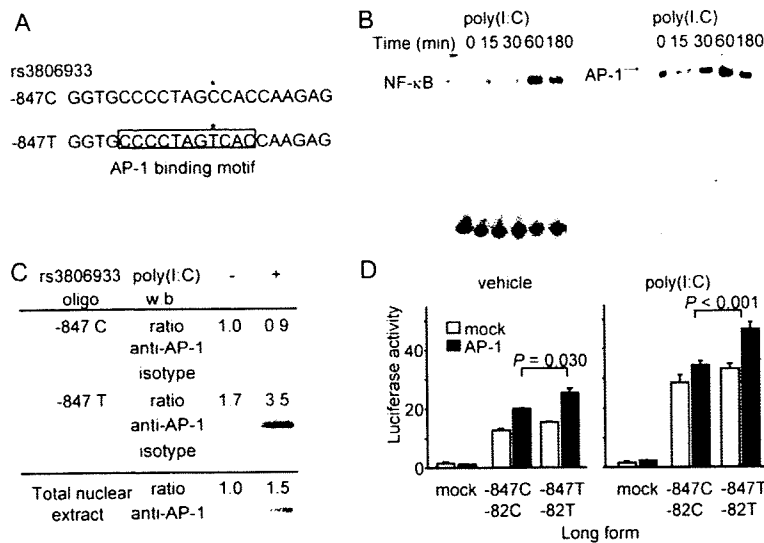 A
rs3806933
-847C GGTGCCCCTAGCCACCAAGAG
-847T GGTGCCCCTAGTCACCAAGAG
AP-1 binding motif
B
poly(I:C)
poly(I:C)
Time (min) 0 15 30 60 180
0 15 30 60 180
NF-κB
AP-1
C
rs3806933 poly(I:C) - +
oligo w b
-847 C ratio 1.0 0 9
anti-AP-1
isotype
-847 T ratio 1.7 3 5
anti-AP-1
isotype
Total nuclear ratio 1.0 1.5
extract anti-AP-1
D
vehicle
poly(I:C)
P < 0.001
mock
AP-1
P = 0.030
Luciferase activity
40
20
0
mock -847C -847T
-82C -82T
mock -847C -847T
-82C -82T
Long form